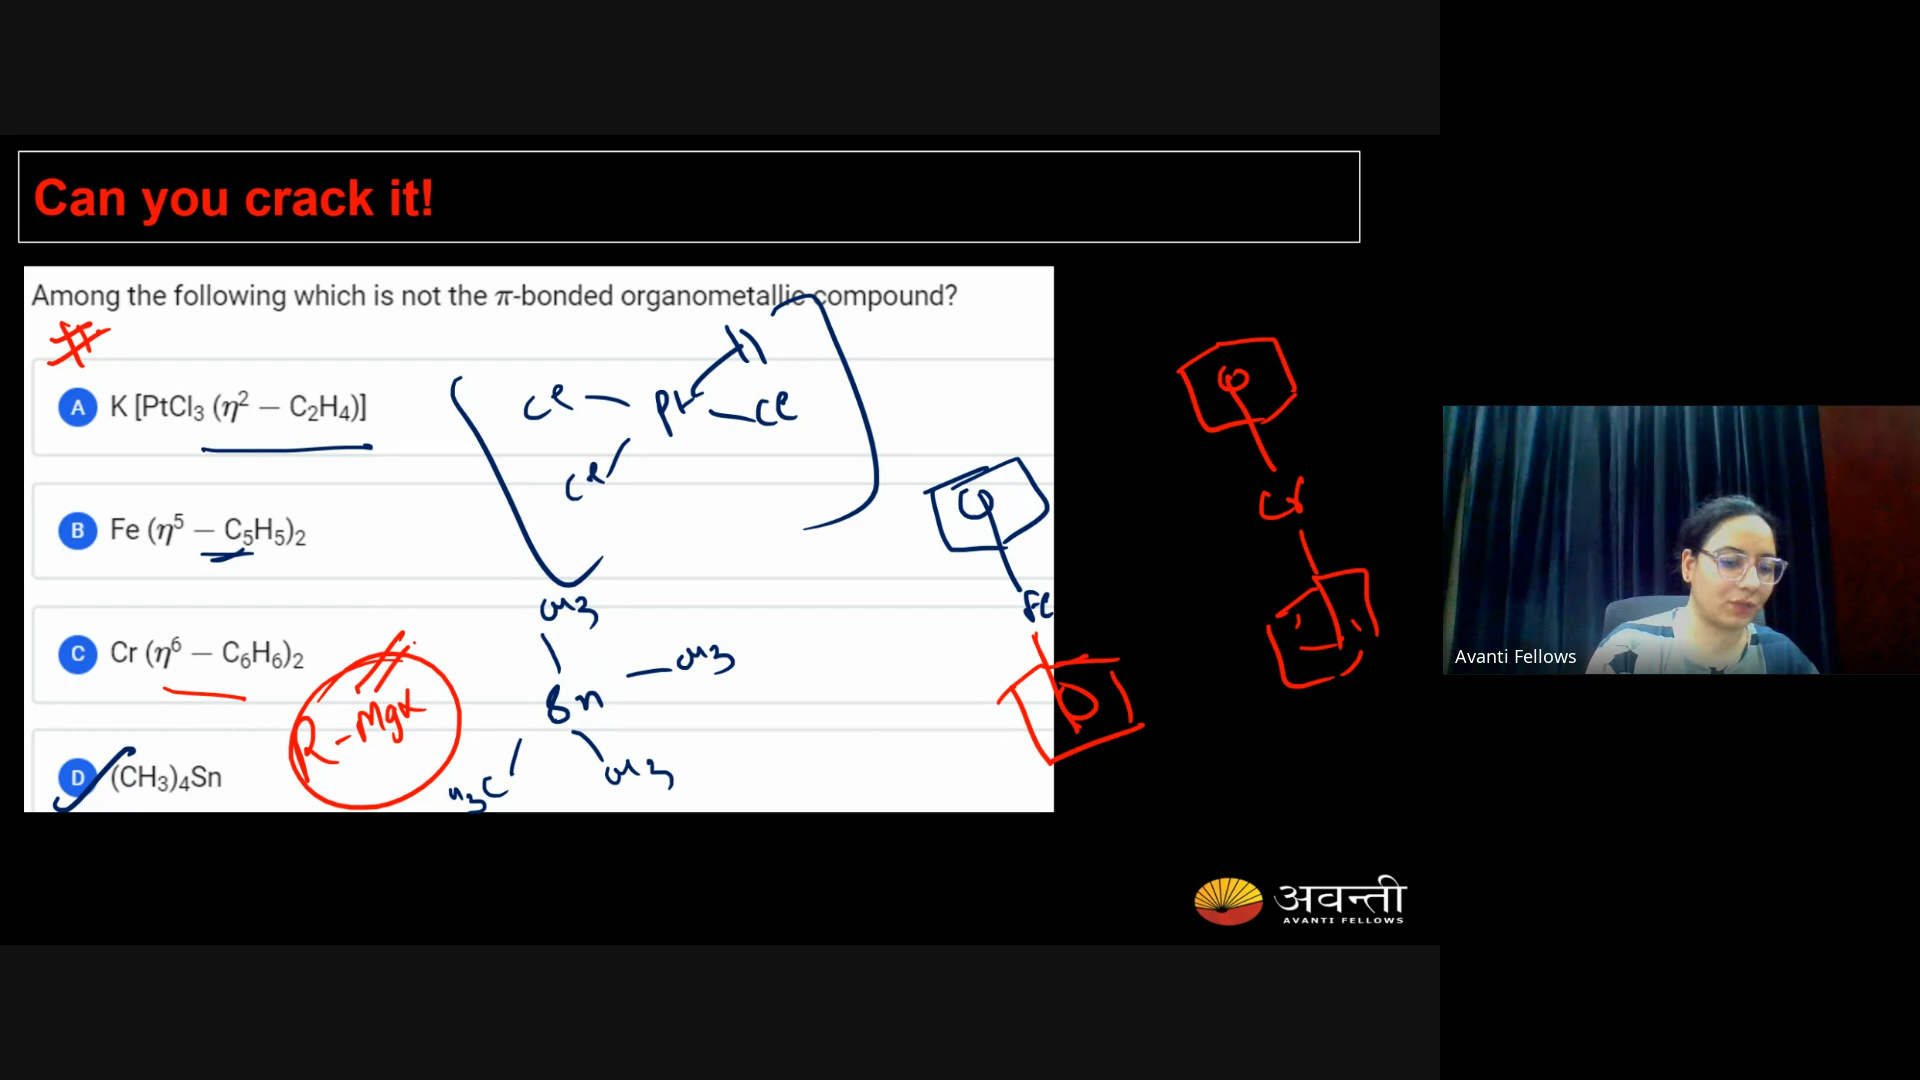 Can you crack it!
Among the following which is not the π-bonded organometallic compound?
A K [PtCl₃ (η² − C₂H₄)]
Cl Pt Cl
Cl
B Fe (η⁵ − C₅H₅)₂
Cr
Fe
C Cr (η⁶ − C₆H₆)₂
CH3
CH3
R-MgX
Sn
D (CH₃)₄Sn
H3C
CH3
Avanti Fellows
अवन्ती
AVANTI FELLOWS